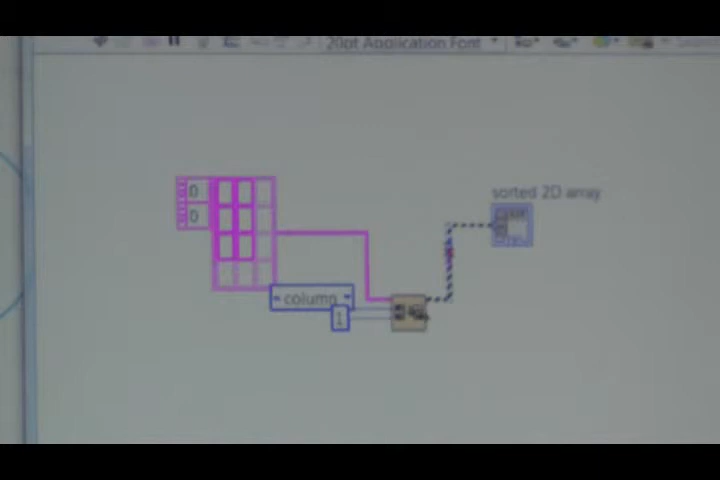 20pt Application Font
sorted 2D array
0
0
column
1